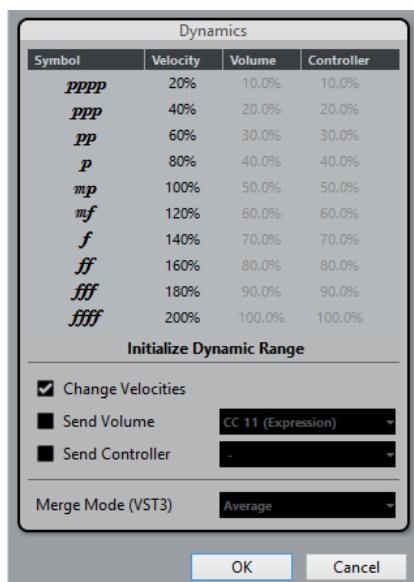 Dynamics
Symbol Velocity Volume Controller
pppp 20% 10.0% 10.0%
ppp 40% 20.0% 20.0%
pp 60% 30.0% 30.0%
p 80% 40.0% 40.0%
mp 100% 50.0% 50.0%
mf 120% 60.0% 60.0%
f 140% 70.0% 70.0%
ff 160% 80.0% 80.0%
fff 180% 90.0% 90.0%
ffff 200% 100.0% 100.0%
Initialize Dynamic Range
Change Velocities
Send Volume CC 11 (Expression)
Send Controller -
Merge Mode (VST3) Average
OK Cancel